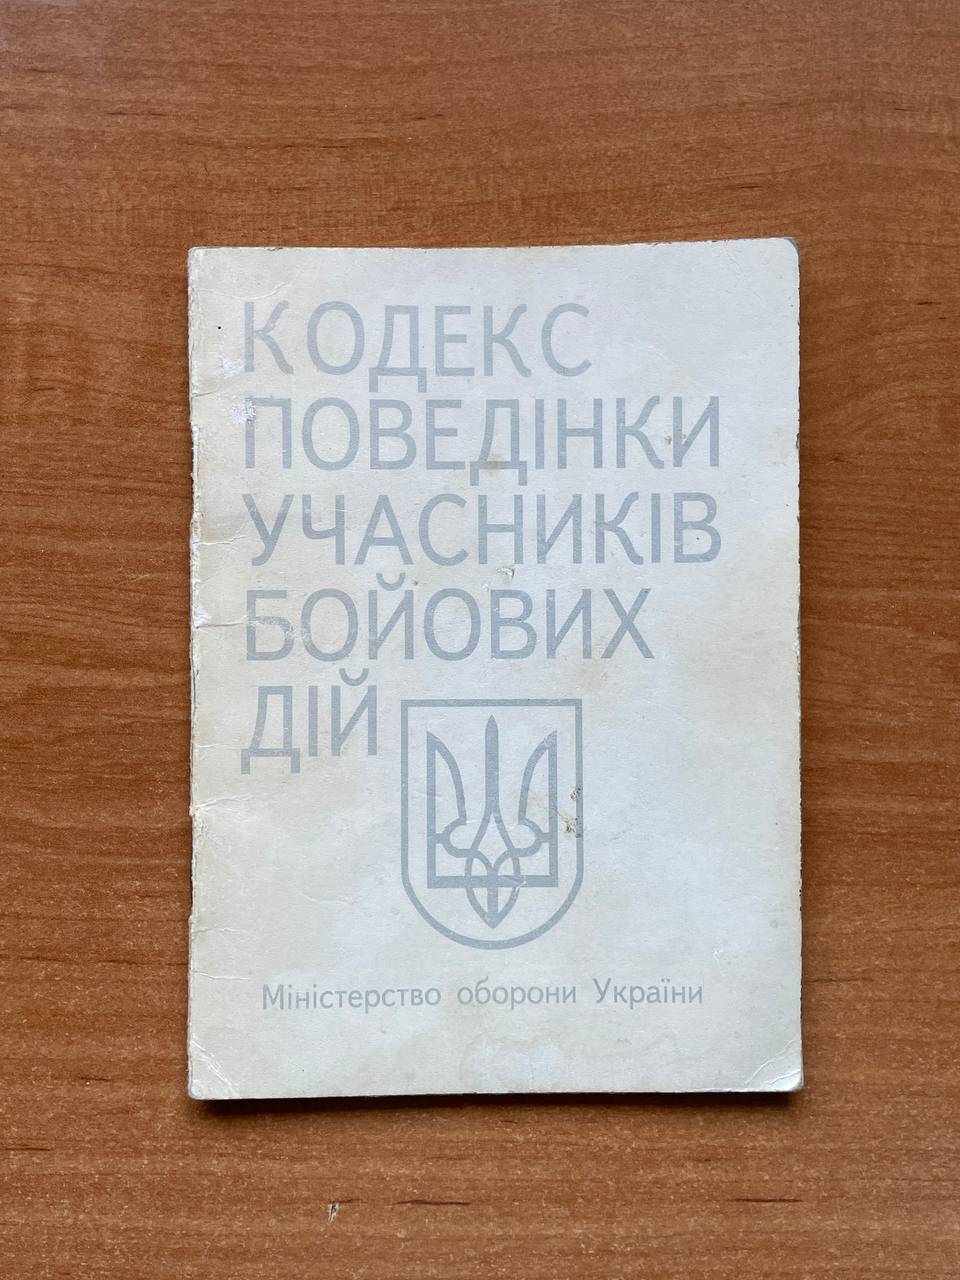 КОДЕКС
ПОВЕДІНКИ
УЧАСНИКІВ
БОЙОВИХ
ДІЙ
Міністерство оборони України